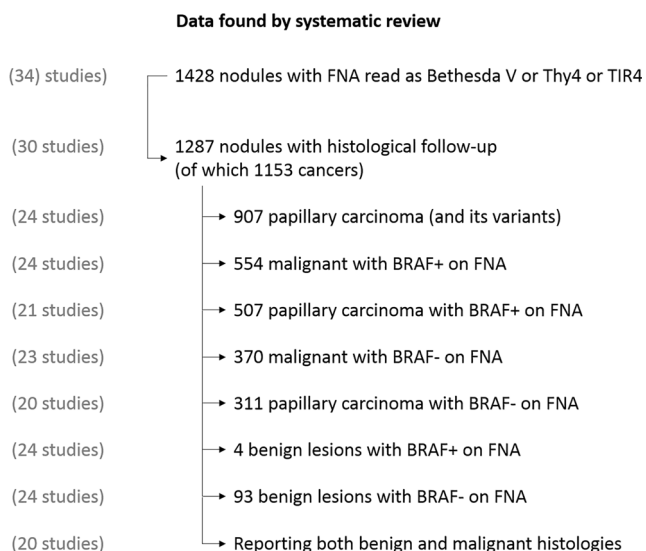 Data found by systematic review
(34) studies)
1428 nodules with FNA read as Bethesda V or Thy4 or TIR4
(30 studies)
1287 nodules with histological follow-up
(of which 1153 cancers)
(24 studies)
907 papillary carcinoma (and its variants)
(24 studies)
554 malignant with BRAF+ on FNA
(21 studies)
507 papillary carcinoma with BRAF+ on FNA
(23 studies)
370 malignant with BRAF- on FNA
(20 studies)
311 papillary carcinoma with BRAF- on FNA
(24 studies)
4 benign lesions with BRAF+ on FNA
(24 studies)
93 benign lesions with BRAF- on FNA
(20 studies)
Reporting both benign and malignant histologies